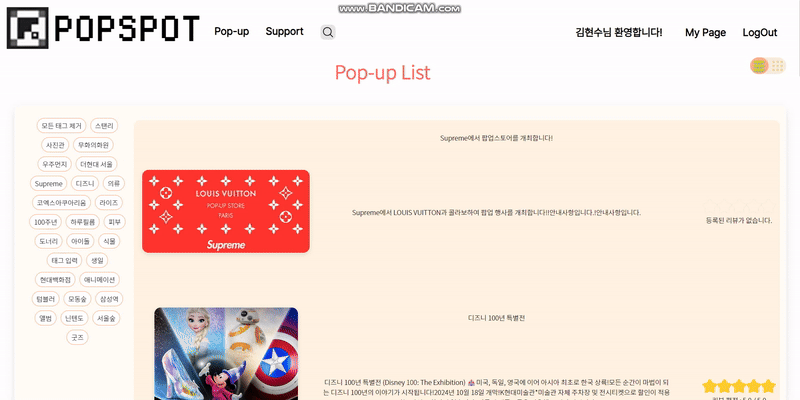 www.BANDICAM.com
POPSPOT
Pop-up
Support
김현수님 환영합니다!
My Page
LogOut
Pop-up List
모든 태그 제거
스탠리
사진관
무화의화원
우주먼지
더현대 서울
Supreme
디즈니
의류
코엑스아쿠아리움
라이즈
100주년
하루필름
피부
도너리
아이돌
식물
태그 입력
생일
현대백화점
애니메이션
텀블러
모동숲
삼성역
앨범
닌텐도
서울숲
굿즈
Supreme에서 팝업스토어를 개최합니다!
LOUIS VUITTON
POP-UP STORE
PARIS
Supreme
Supreme에서 LOUIS VUITTON과 콜라보하여 팝업 행사를 개최합니다!!안내사항입니다.!안내사항입니다.
등록된 리뷰가 없습니다.
디즈니 100년 특별전
디즈니 100년 특별전 (Disney 100: The Exhibition) 🎪 미국, 독일, 영국에 이어 아시아 최초로 한국 상륙!모든 순간이 마법이 되
는 디즈니 100년의 이야기가 시작됩니다!2024년 10월 18일 개막!K현대미술관*미술관 자체 주차장 및 전시티켓으로 할인이 적용